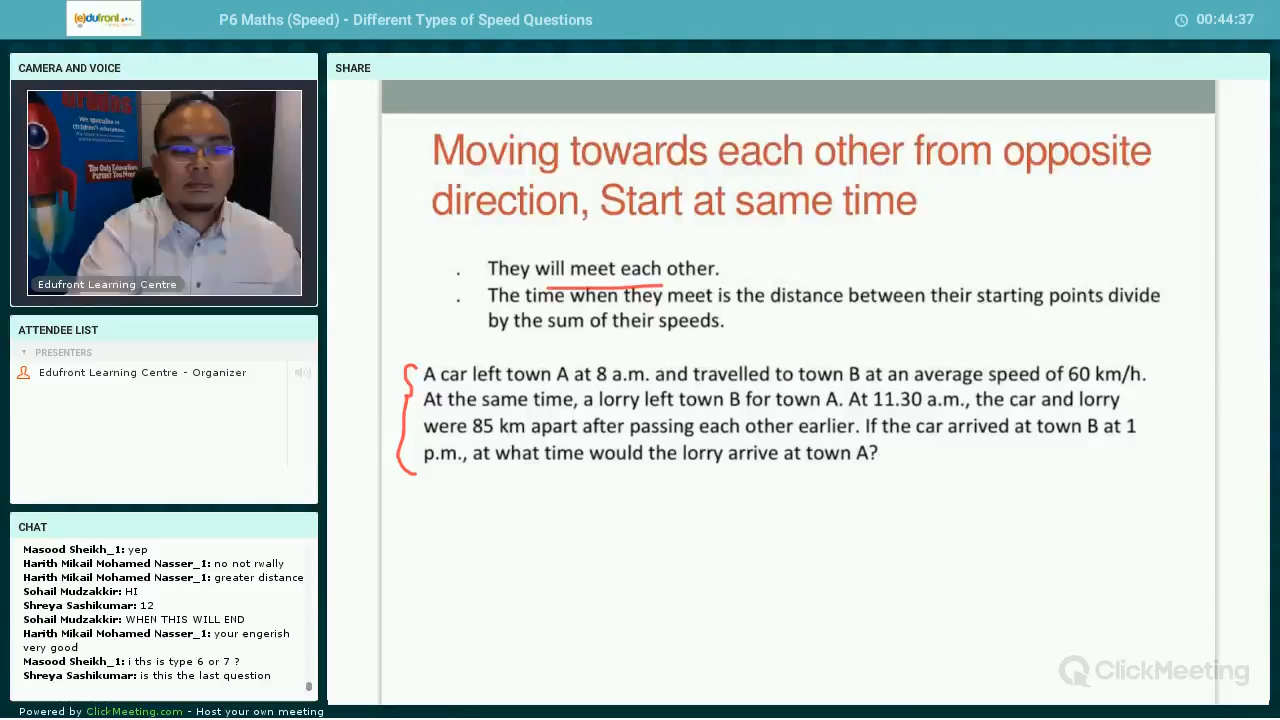 (e)dufront
P6 Maths (Speed) - Different Types of Speed Questions
00:44:37
CAMERA AND VOICE
We specialise in
children's education
The Only Education
Edufront Learning Centre
ATTENDEE LIST
PRESENTERS
Edufront Learning Centre - Organizer
CHAT
Masood Sheikh_1: yep
Harith Mikail Mohamed Nasser_1: no not rwally
Harith Mikail Mohamed Nasser_1: greater distance
Sohail Mudzakkir: HI
Shreya Sashikumar: 12
Sohail Mudzakkir: WHEN THIS WILL END
Harith Mikail Mohamed Nasser_1: your engerish
very good
Masood Sheikh_1: i ths is type 6 or 7 ?
Shreya Sashikumar: is this the last question
SHARE
Moving towards each other from opposite
direction, Start at same time
. They will meet each other.
. The time when they meet is the distance between their starting points divide
by the sum of their speeds.
A car left town A at 8 a.m. and travelled to town B at an average speed of 60 km/h.
At the same time, a lorry left town B for town A. At 11.30 a.m., the car and lorry
were 85 km apart after passing each other earlier. If the car arrived at town B at 1
p.m., at what time would the lorry arrive at town A?
ClickMeeting
Powered by ClickMeeting.com - Host your own meeting